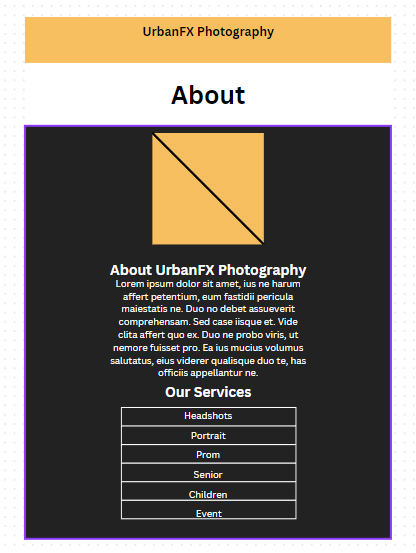 UrbanFX Photography
About
About UrbanFX Photography
Lorem ipsum dolor sit amet, ius ne harum
affert petentium, eum fastidii pericula
maiestatis ne. Duo no debet assueverit
comprehensam. Sed case iisque et. Vide
clita affert quo ex. Duo ne probo viris, ut
nemore fuisset pro. Ea ius mucius volumus
salutatus, eius viderer qualisque duo te, has
officiis appellantur ne.
Our Services
Headshots
Portrait
Prom
Senior
Children
Event